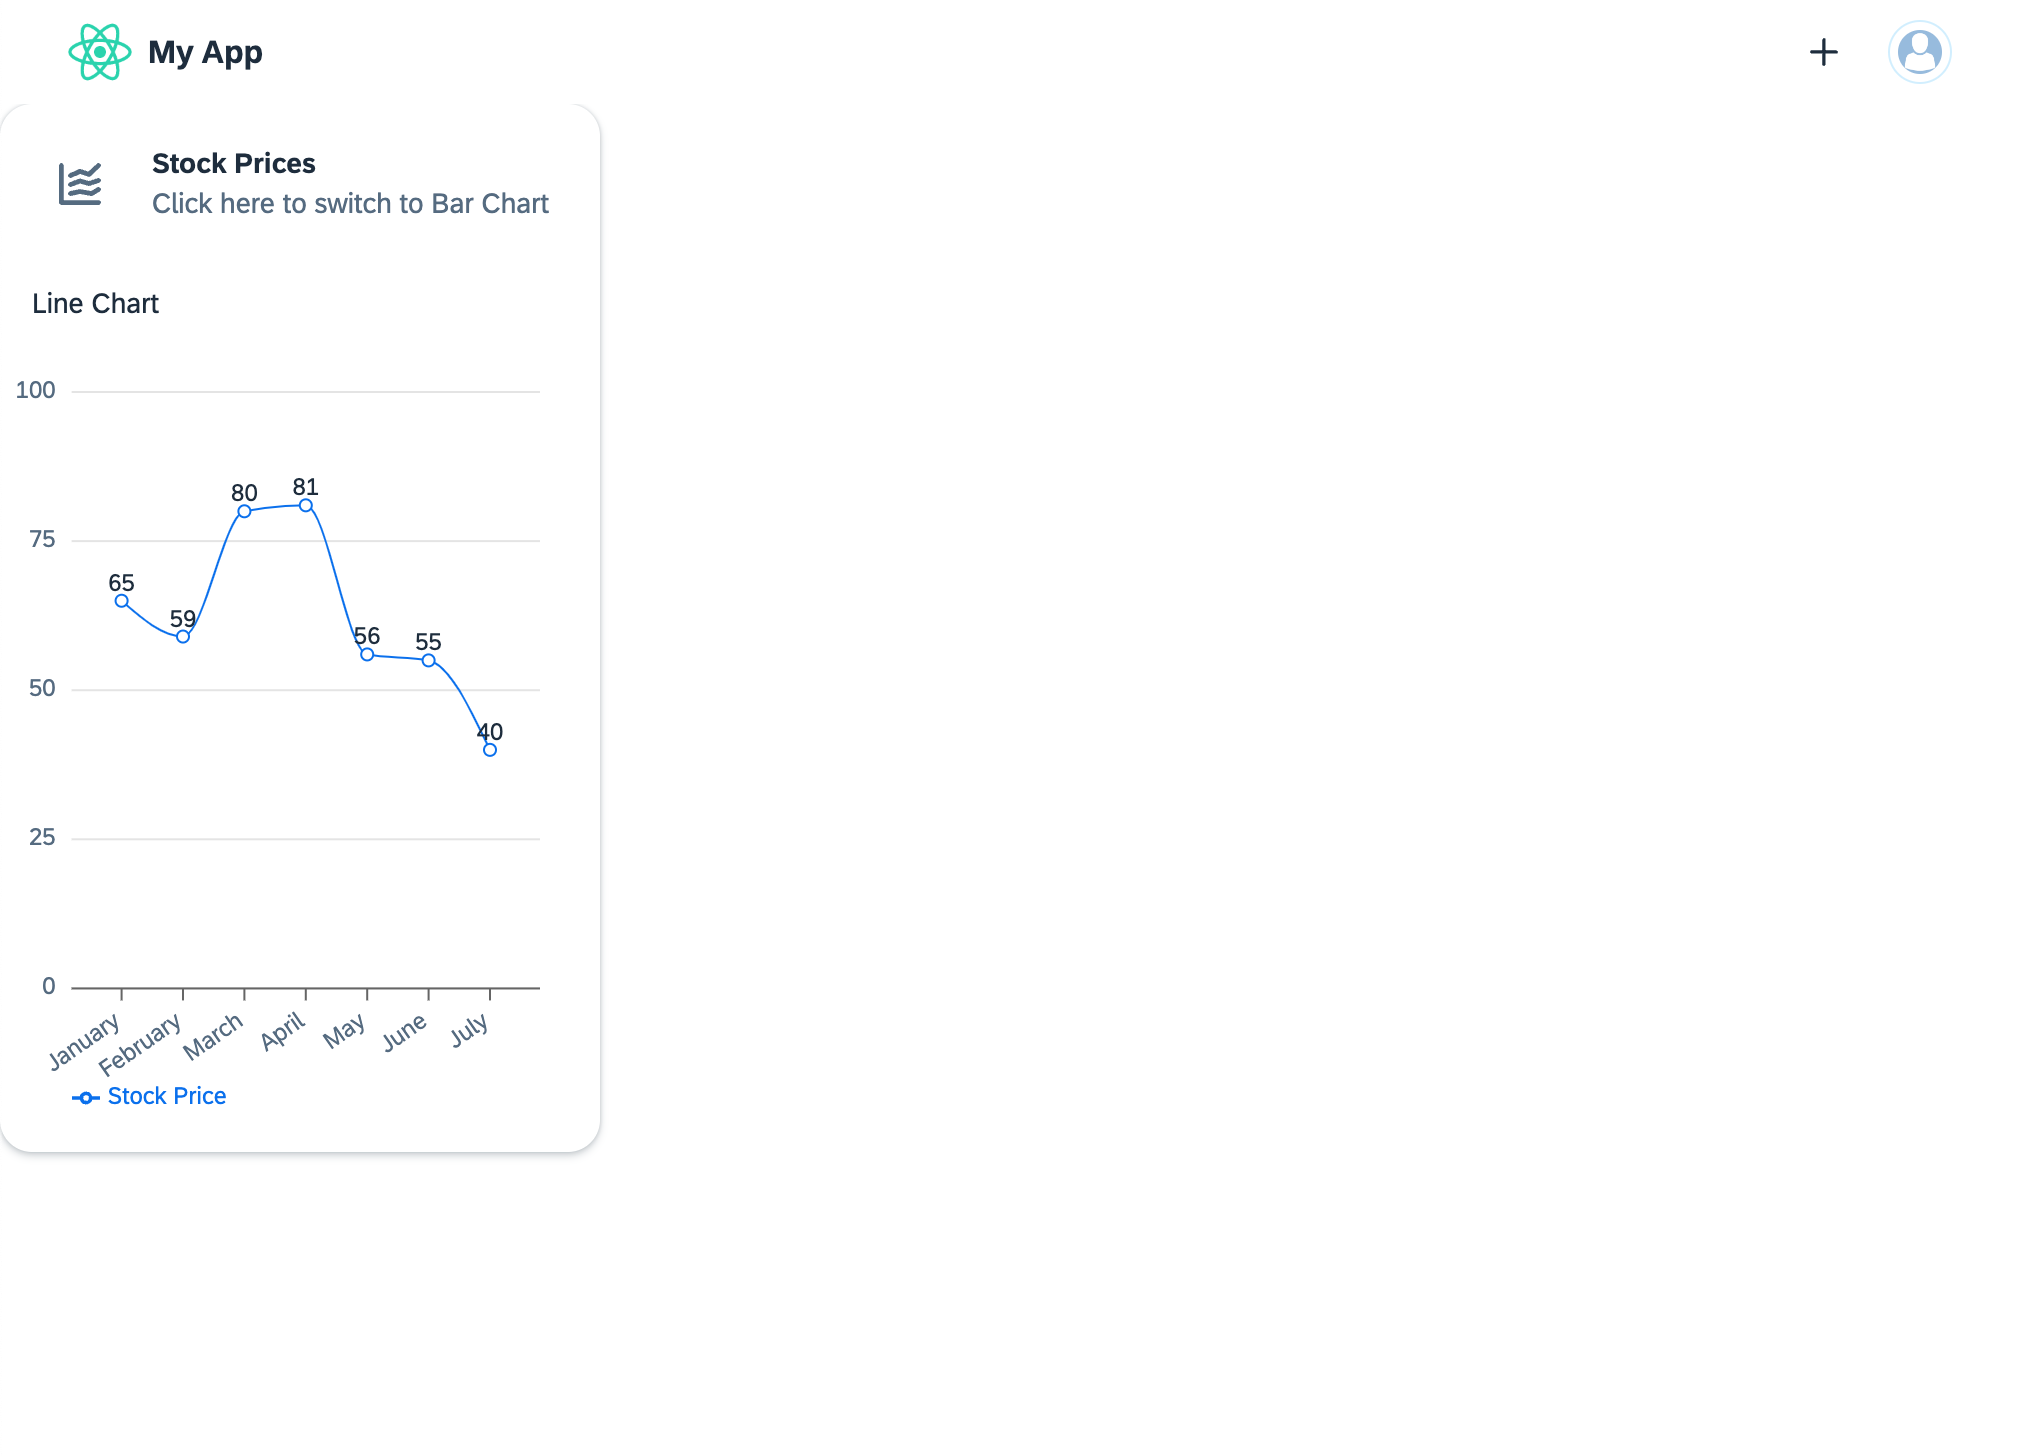 My App
Stock Prices
Click here to switch to Bar Chart
Line Chart
100
75
50
25
0
65
59
80
81
56
55
40
January
February
March
April
May
June
July
Stock Price